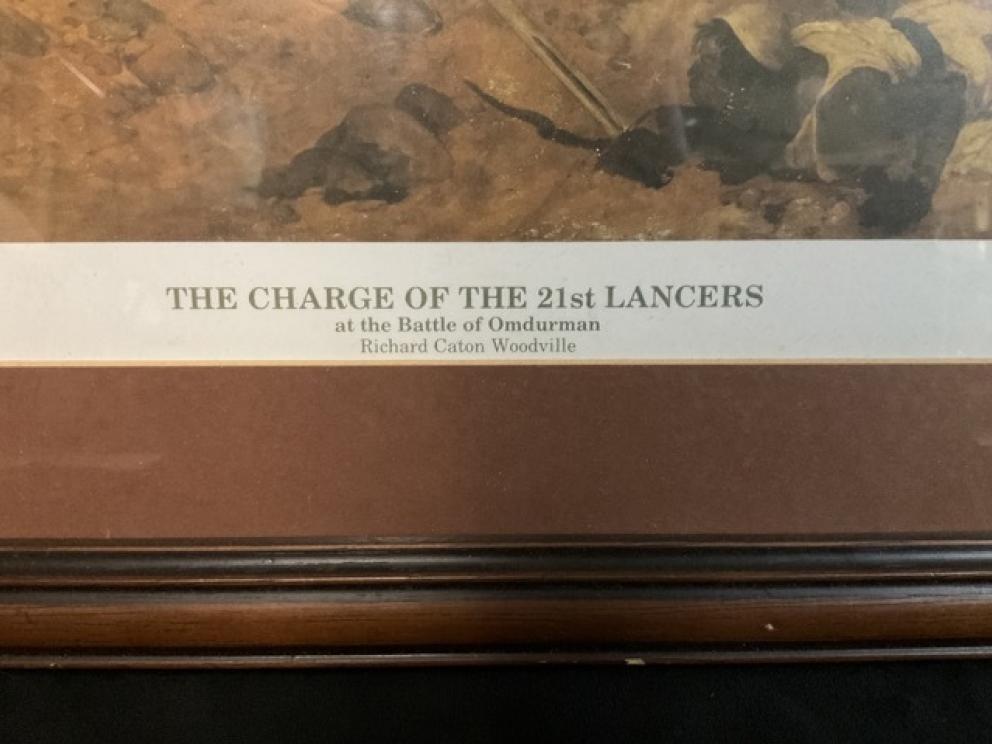 THE CHARGE OF THE 21st LANCERS
at the Battle of Omdurman
Richard Caton Woodville